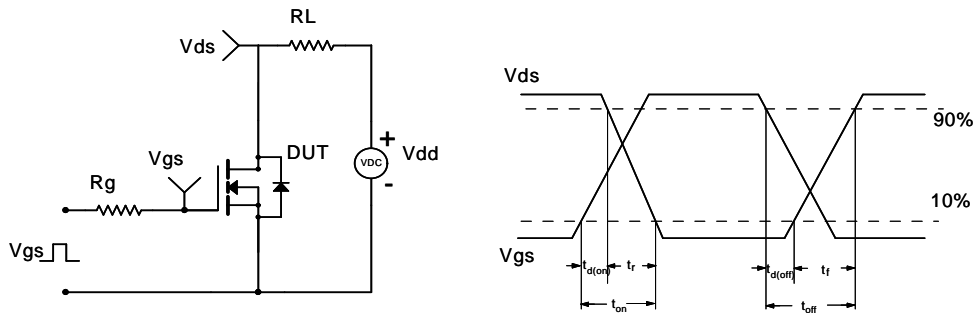 RL
Vds
Vgs
DUT
Rg
VDC
+
-
Vdd
Vgs
Vds
90%
10%
Vgs
td(on)
tr
td(off)
tf
ton
toff